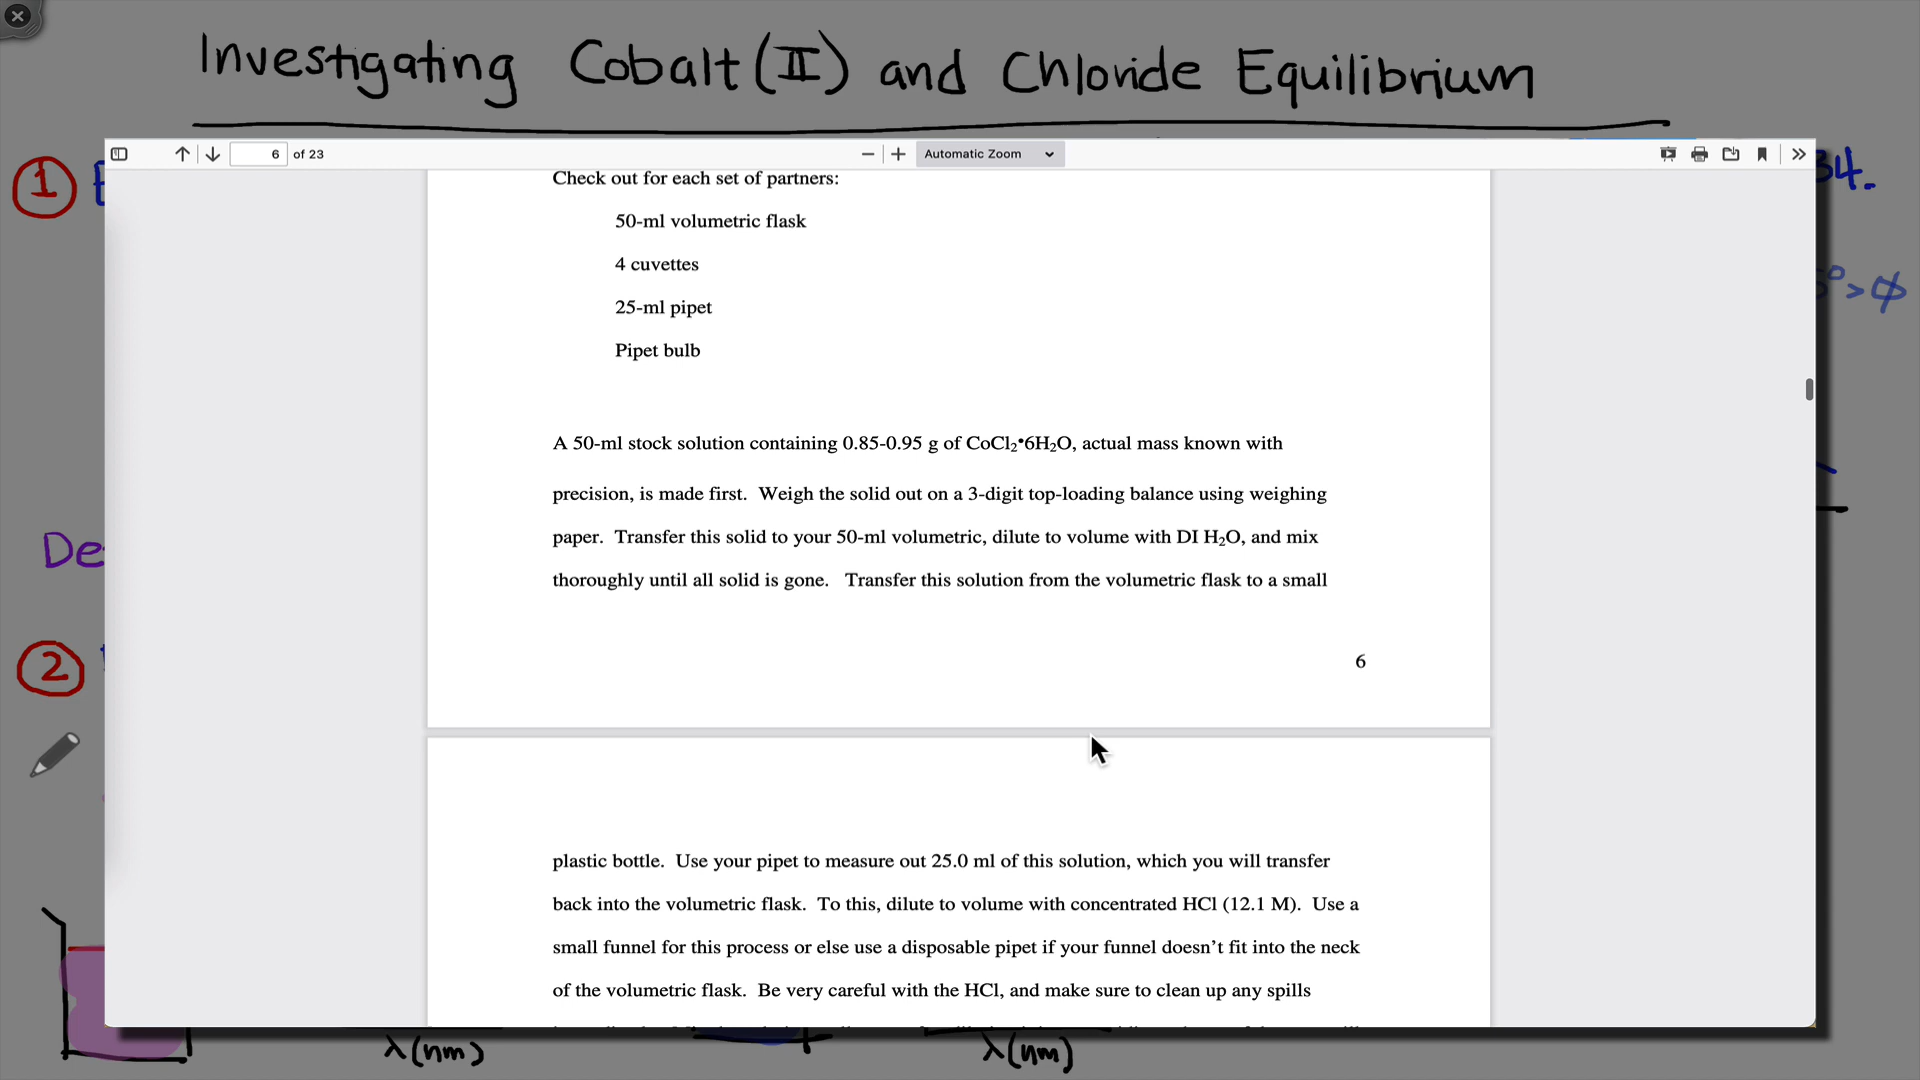 Investigating Cobalt (II) and Chloride Equilibrium
6 of 23
Automatic Zoom
1
34.
Check out for each set of partners:
50-ml volumetric flask
4 cuvettes
25-ml pipet
Pipet bulb
A 50-ml stock solution containing 0.85-0.95 g of CoCl₂•6H₂O, actual mass known with
precision, is made first. Weigh the solid out on a 3-digit top-loading balance using weighing
De
paper. Transfer this solid to your 50-ml volumetric, dilute to volume with DI H₂O, and mix
thoroughly until all solid is gone. Transfer this solution from the volumetric flask to a small
2
6
plastic bottle. Use your pipet to measure out 25.0 ml of this solution, which you will transfer
back into the volumetric flask. To this, dilute to volume with concentrated HCl (12.1 M). Use a
small funnel for this process or else use a disposable pipet if your funnel doesn't fit into the neck
of the volumetric flask. Be very careful with the HCl, and make sure to clean up any spills
λ(nm)
λ(nm)